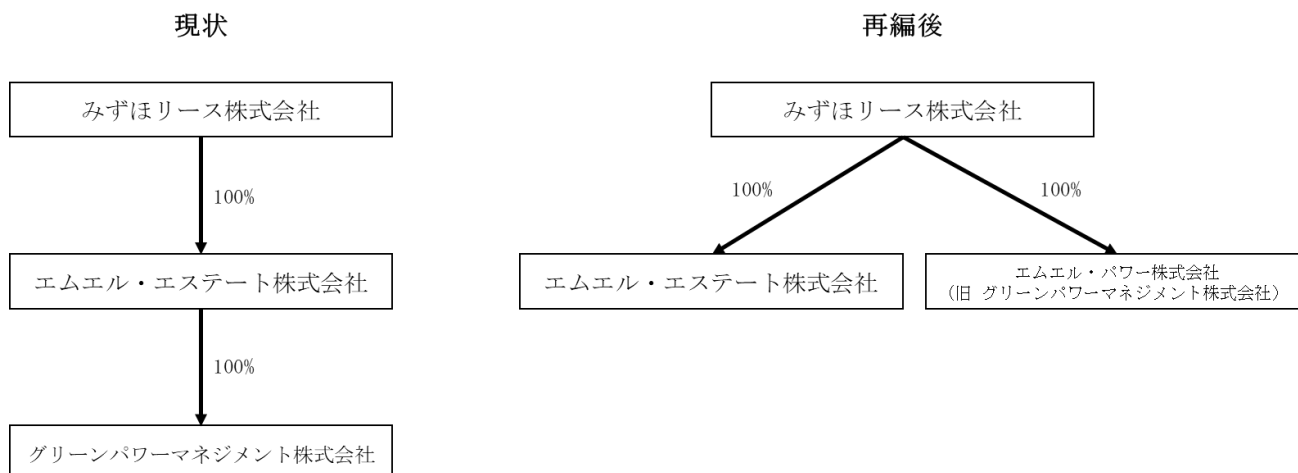 現状
みずほリース株式会社
100%
エムエル・エステート株式会社
100%
グリーンパワーマネジメント株式会社
再編後
みずほリース株式会社
100%
100%
エムエル・エステート株式会社
エムエル・パワー株式会社
(旧 グリーンパワーマネジメント株式会社)